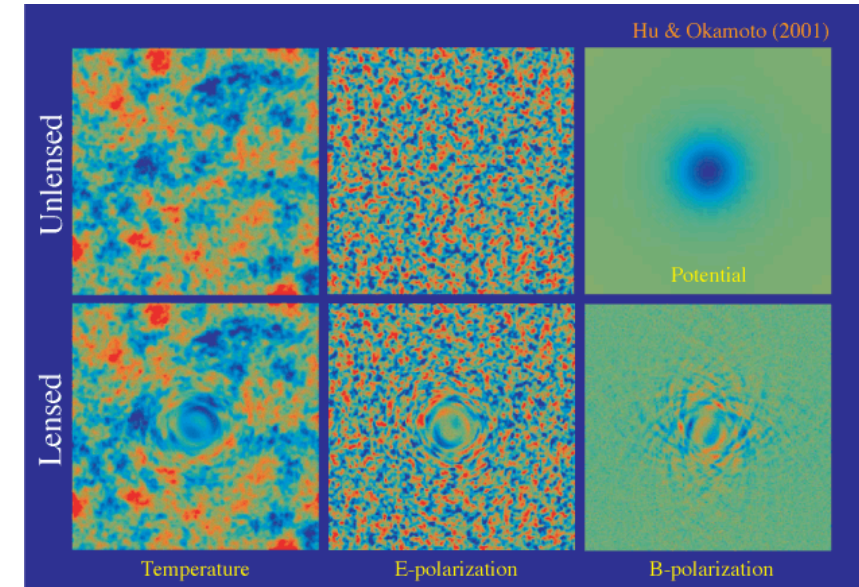 Hu & Okamoto (2001)
Unlensed
Potential
Lensed
Temperature
E-polarization
B-polarization